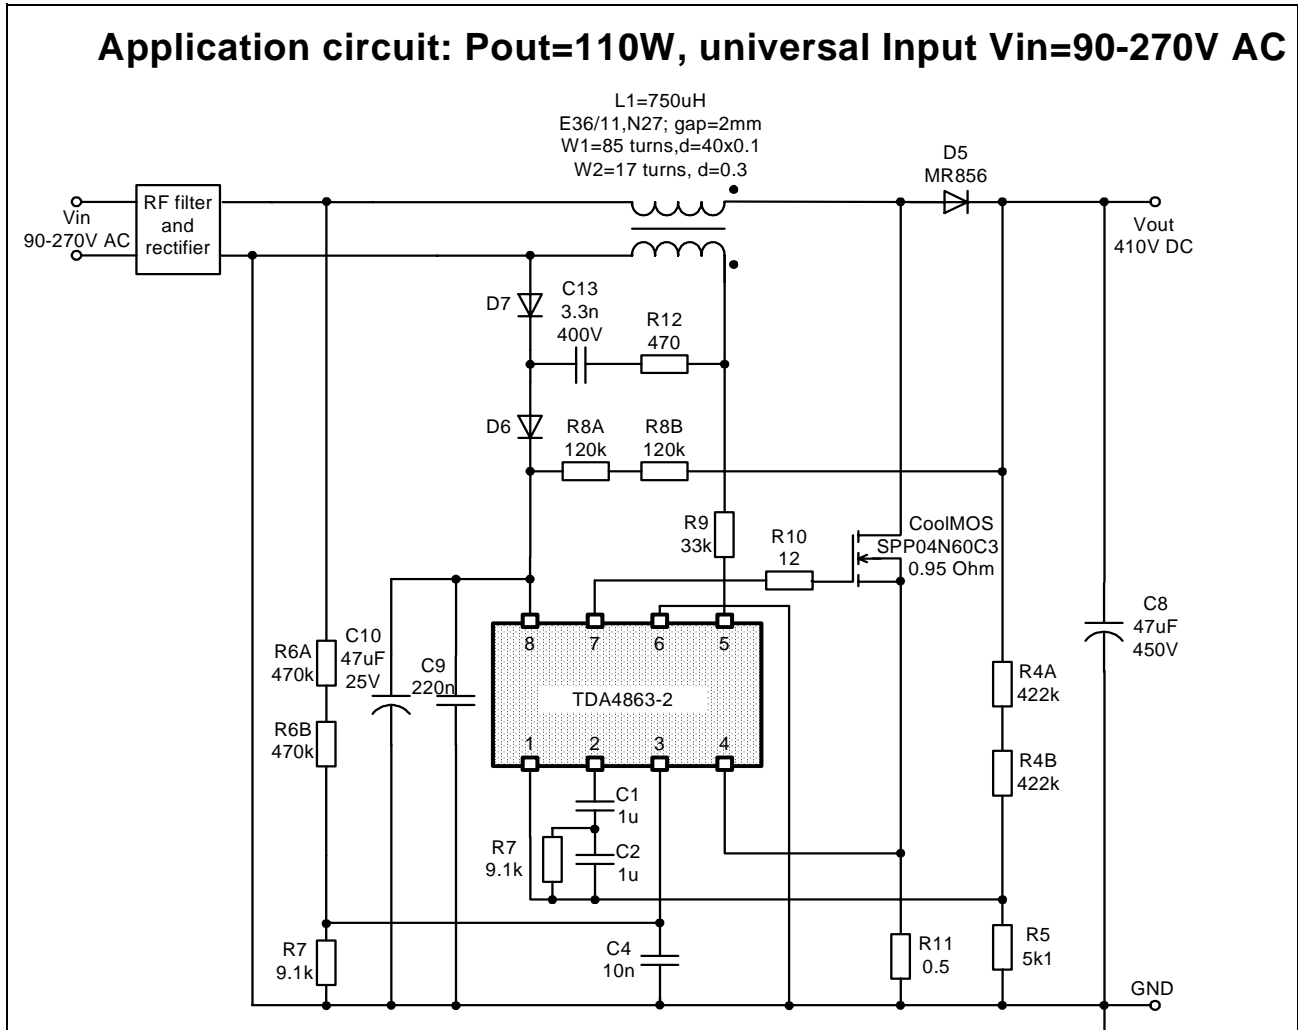 Application circuit: Pout=110W, universal Input Vin=90-270V AC
L1=750uH
E36/11,N27; gap=2mm
W1=85 turns,d=40x0.1
W2=17 turns, d=0.3
D5
MR856
RF filter
and
rectifier
Vin
90-270V AC
Vout
410V DC
D7
C13
3.3n
400V
R12
470
D6
R8A
120k
R8B
120k
R9
33k
R10
12
CoolMOS
SPP04N60C3
0.95 Ohm
C8
47uF
450V
8
7
6
5
R6A
470k
C10
47uF
25V
C9
220n
TDA4863-2
R4A
422k
R6B
470k
1
2
3
4
R4B
422k
C1
1u
R7
9.1k
C2
1u
R7
9.1k
C4
10n
R11
0.5
R5
5k1
GND